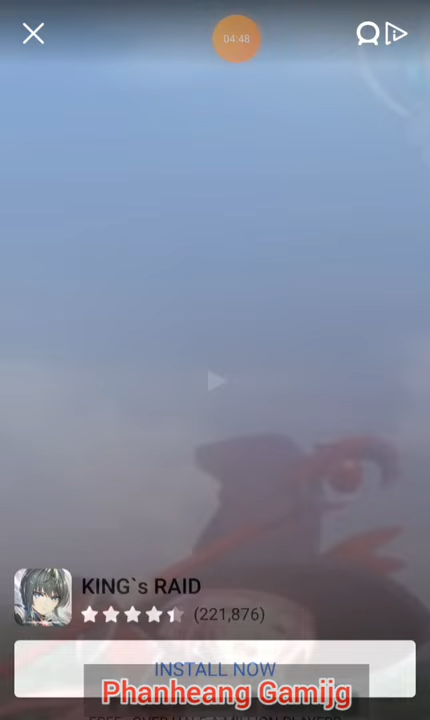 04:48
KING`s RAID
(221,876)
INSTALL NOW
Phanheang Gamijg